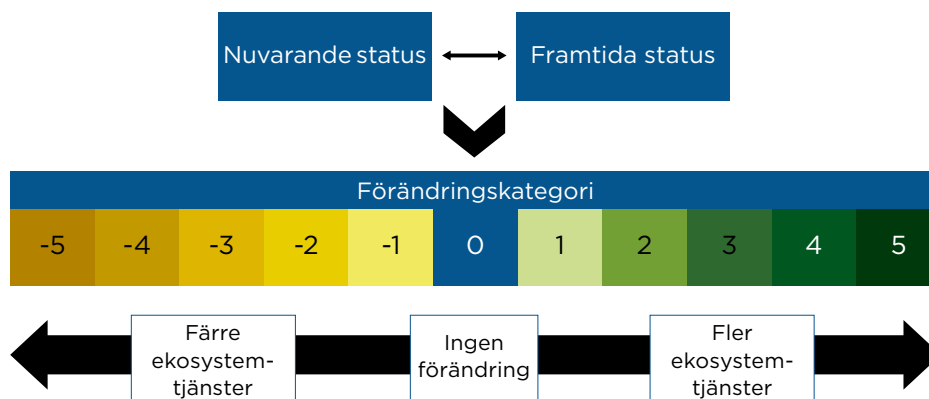 Nuvarande status
Framtida status
Förändringskategori
-5 -4 -3 -2 -1 0 1 2 3 4 5
Färre
ekosystem-
tjänster
Ingen
förändring
Fler
ekosystem-
tjänster